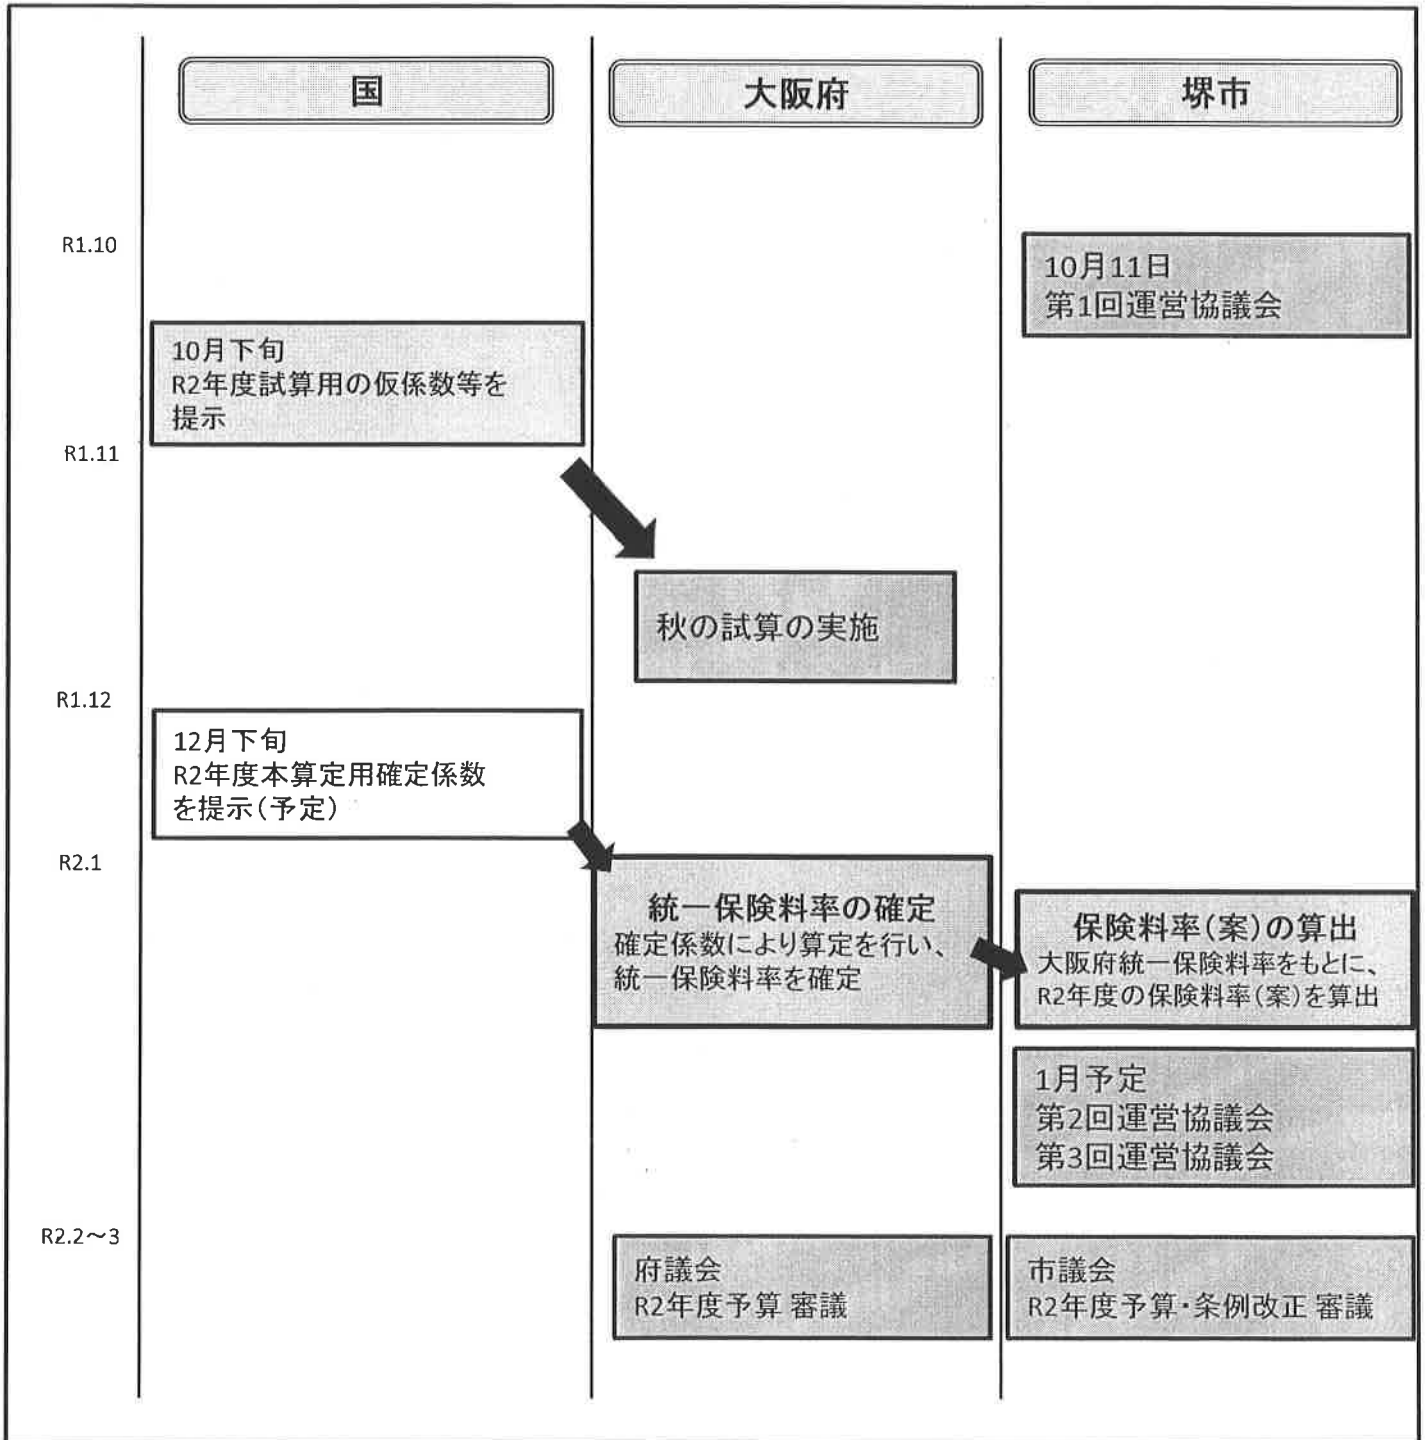 国
大阪府
堺市
R1.10
10月11日
第1回運営協議会
10月下旬
R2年度試算用の仮係数等を
提示
R1.11
秋の試算の実施
R1.12
12月下旬
R2年度本算定用確定係数
を提示(予定)
R2.1
統一保険料率の確定
確定係数により算定を行い、
統一保険料率を確定
保険料率(案)の算出
大阪府統一保険料率をもとに、
R2年度の保険料率(案)を算出
1月予定
第2回運営協議会
第3回運営協議会
R2.2～3
府議会
R2年度予算 審議
市議会
R2年度予算・条例改正 審議